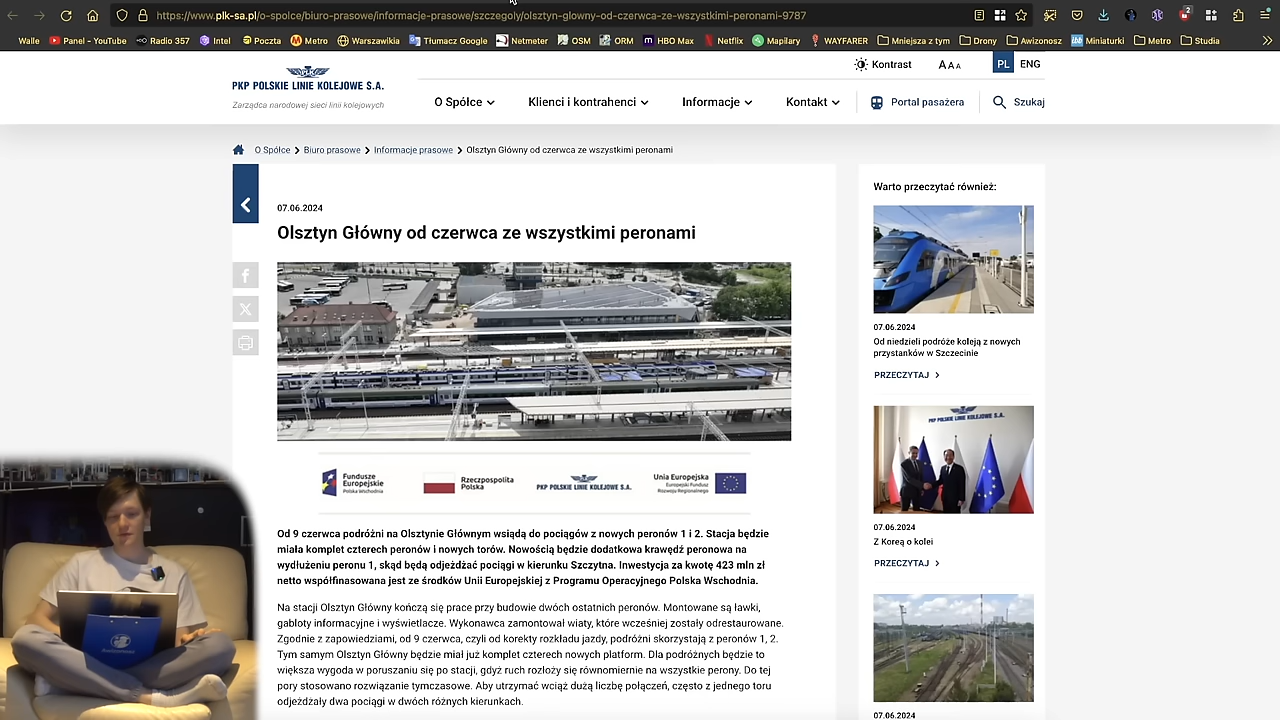 https://www.plk-sa.pl/o-spolce/biuro-prasowe/informacje-prasowe/szczegoly/olsztyn-glowny-od-czerwca-ze-wszystkimi-peronami-9787
Walle Panel - YouTube Radio 357 Intel Poczta Metro Warszawikia Tłumacz Google Netmeter OSM ORM HBO Max Netflix Mapilary WAYFARER Mniejsza z tym Drony Awizonosz Miniaturki Metro Studia
Kontrast A A A PL ENG
PKP POLSKIE LINIE KOLEJOWE S.A.
Zarządca narodowej sieci linii kolejowych
O Spółce Klienci i kontrahenci Informacje Kontakt Portal pasażera Szukaj
O Spółce Biuro prasowe Informacje prasowe Olsztyn Główny od czerwca ze wszystkimi peronami
07.06.2024
Olsztyn Główny od czerwca ze wszystkimi peronami
Fundusze
Europejskie
Polska Wschodnia
Rzeczpospolita
Polska
PKP POLSKIE LINIE KOLEJOWE S.A.
Unia Europejska
Europejski Fundusz
Rozwoju Regionalnego
Od 9 czerwca podróżni na Olsztynie Głównym wsiądą do pociągów z nowych peronów 1 i 2. Stacja będzie
miała komplet czterech peronów i nowych torów. Nowością będzie dodatkowa krawędź peronowa na
wydłużeniu peronu 1, skąd będą odjeżdżać pociągi w kierunku Szczytna. Inwestycja za kwotę 423 mln zł
netto współfinasowana jest ze środków Unii Europejskiej z Programu Operacyjnego Polska Wschodnia.
Na stacji Olsztyn Główny kończą się prace przy budowie dwóch ostatnich peronów. Montowane są ławki,
gabloty informacyjne i wyświetlacze. Wykonawca zamontował wiaty, które wcześniej zostały odrestaurowane.
Zgodnie z zapowiedziami, od 9 czerwca, czyli od korekty rozkładu jazdy, podróżni skorzystają z peronów 1, 2.
Tym samym Olsztyn Główny będzie miał już komplet czterech nowych platform. Dla podróżnych będzie to
większa wygoda w poruszaniu się po stacji, gdyż ruch rozłoży się równomiernie na wszystkie perony. Do tej
pory stosowano rozwiązanie tymczasowe. Aby utrzymać wciąż dużą liczbę połączeń, często z jednego toru
odjeżdżały dwa pociągi w dwóch różnych kierunkach.
Warto przeczytać również:
07.06.2024
Od niedzieli podróże koleją z nowych
przystanków w Szczecinie
PRZECZYTAJ
PKP POLSKIE LINIE KOLEJOWE S.A.
07.06.2024
Z Koreą o kolei
PRZECZYTAJ
07.06.2024